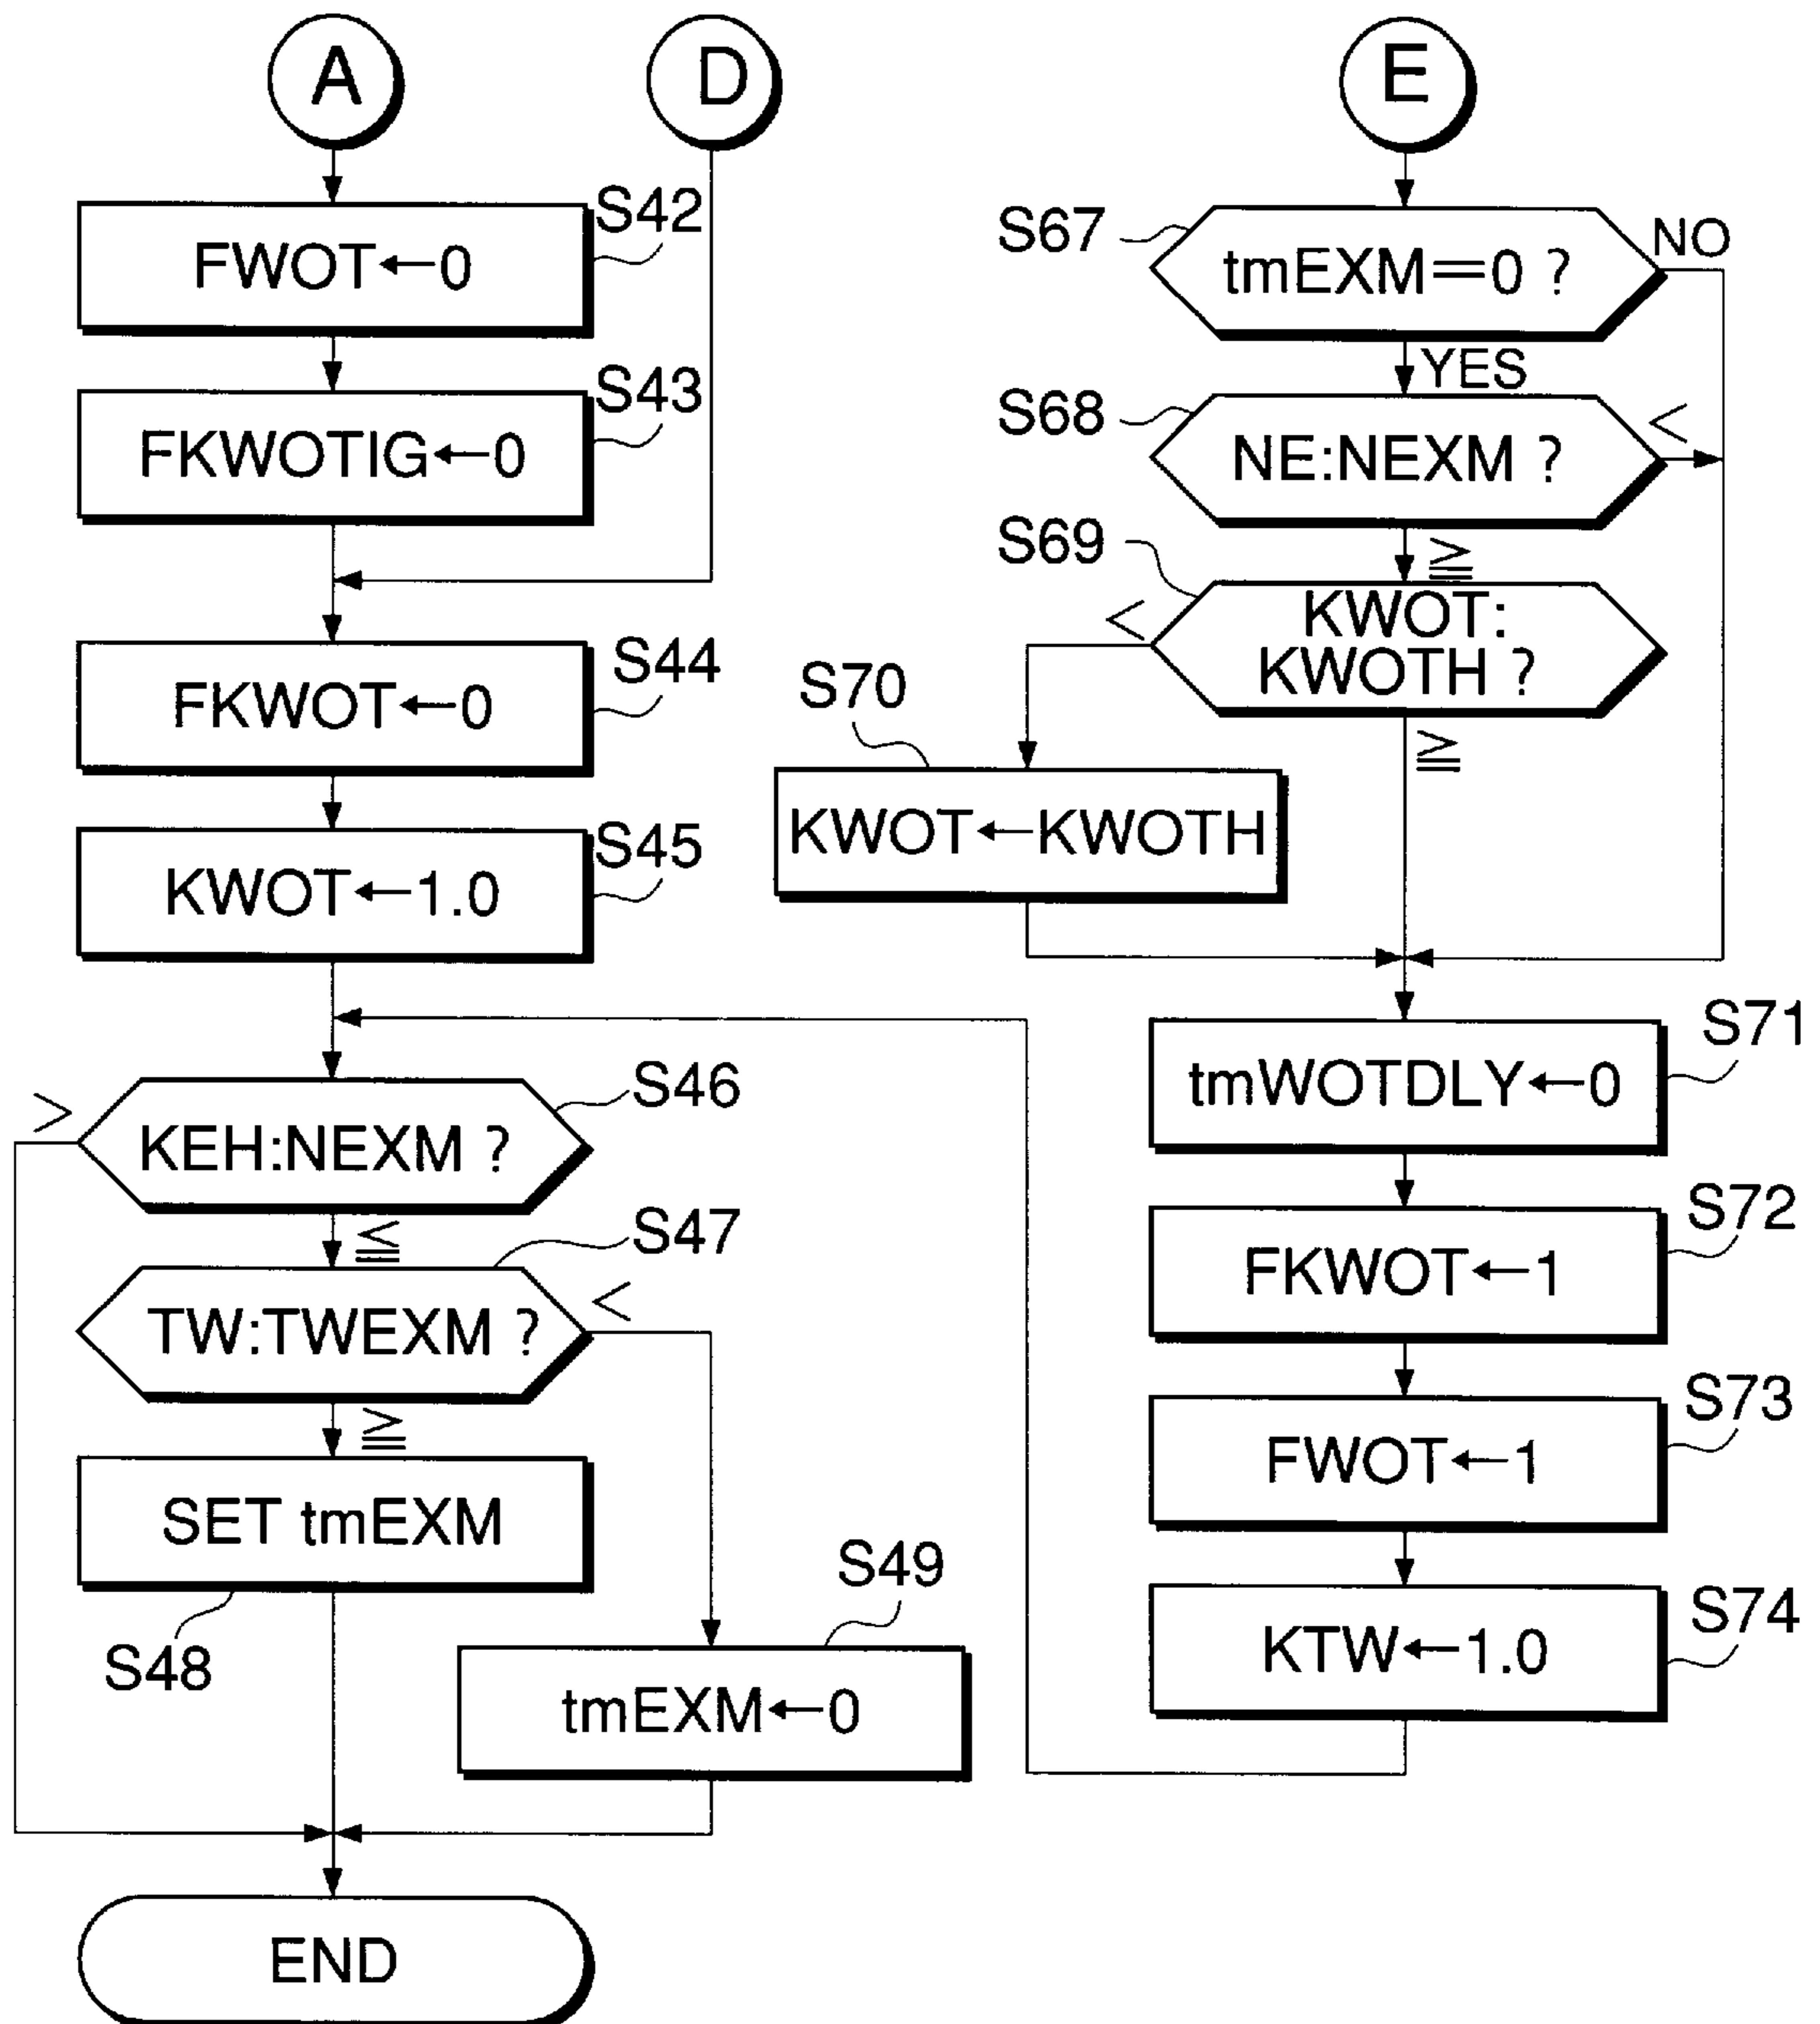 A
S42
FWOT←0
S43
FKWOTIG←0
D
S44
FKWOT←0
S45
KWOT←1.0
S46
>
KEH:NEXM ?
≦
S47
TW:TWEXM ?
<
≧
SET tmEXM
S48
S49
tmEXM←0
END
E
S67
tmEXM=0 ?
NO
YES
S68
NE:NEXM ?
<
≧
S69
KWOT:
KWOTH ?
<
≧
S70
KWOT←KWOTH
S71
tmWOTDLY←0
S72
FKWOT←1
S73
FWOT←1
S74
KTW←1.0